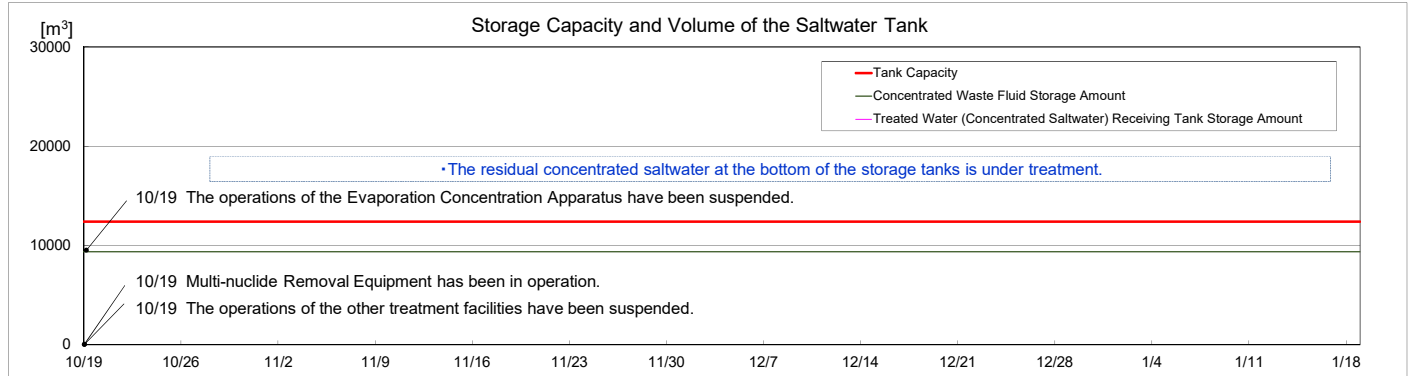 Storage Capacity and Volume of the Saltwater Tank
[m³]
30000
Tank Capacity
Concentrated Waste Fluid Storage Amount
Treated Water (Concentrated Saltwater) Receiving Tank Storage Amount
20000
・The residual concentrated saltwater at the bottom of the storage tanks is under treatment.
10/19 The operations of the Evaporation Concentration Apparatus have been suspended.
10000
10/19 Multi-nuclide Removal Equipment has been in operation.
10/19 The operations of the other treatment facilities have been suspended.
0
10/19 10/26 11/2 11/9 11/16 11/23 11/30 12/7 12/14 12/21 12/28 1/4 1/11 1/18